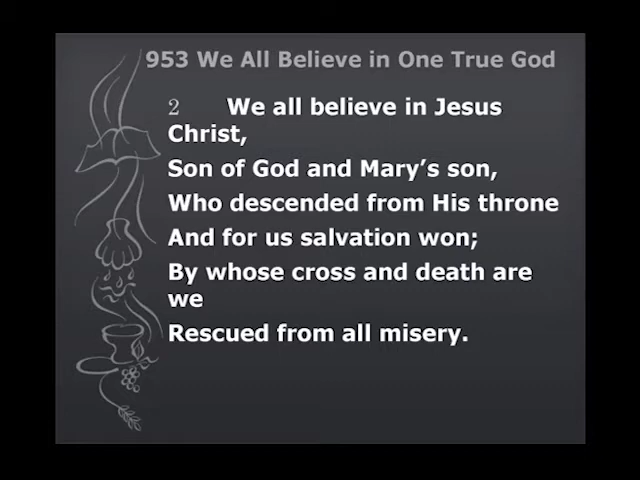 953 We All Believe in One True God
2 We all believe in Jesus
Christ,
Son of God and Mary’s son,
Who descended from His throne
And for us salvation won;
By whose cross and death are
we
Rescued from all misery.